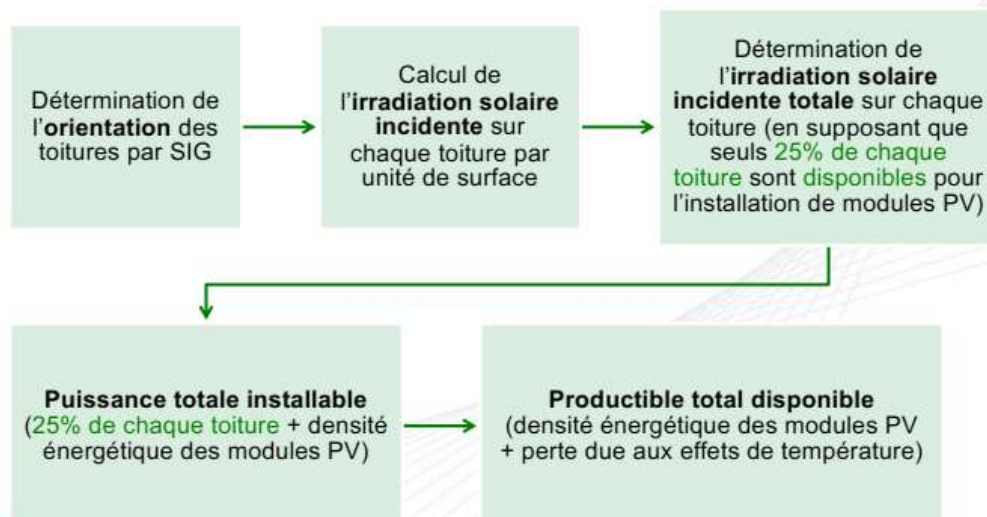 Détermination de
l'orientation des
toitures par SIG
Calcul de
l'irradiation solaire
incidente sur
chaque toiture par
unité de surface
Détermination de
l'irradiation solaire
incidente totale sur chaque
toiture (en supposant que
seuls 25% de chaque
toiture sont disponibles pour
l'installation de modules PV)
Puissance totale installable
(25% de chaque toiture + densité
énergétique des modules PV)
Productible total disponible
(densité énergétique des modules PV
+ perte due aux effets de température)